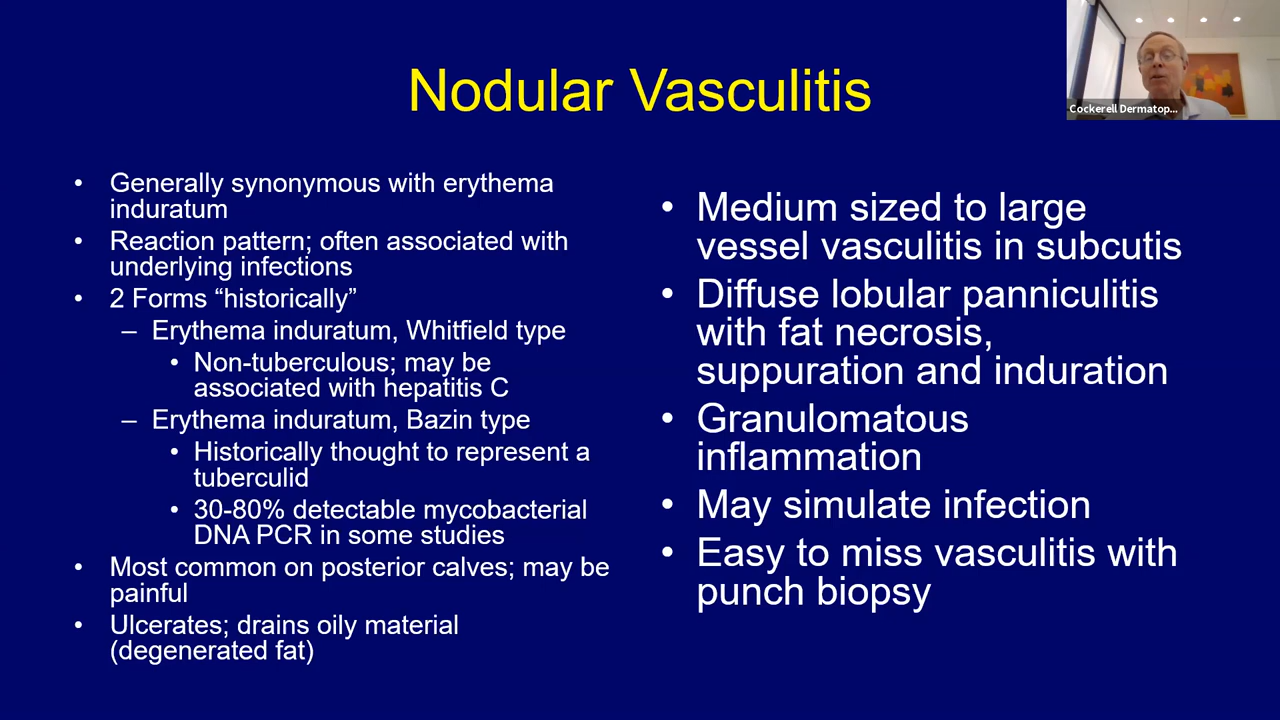 Nodular Vasculitis
Cockerell Dermatop...
• Generally synonymous with erythema
induratum
• Reaction pattern; often associated with
underlying infections
• 2 Forms “historically”
– Erythema induratum, Whitfield type
• Non-tuberculous; may be
associated with hepatitis C
– Erythema induratum, Bazin type
• Historically thought to represent a
tuberculid
• 30-80% detectable mycobacterial
DNA PCR in some studies
• Most common on posterior calves; may be
painful
• Ulcerates; drains oily material
(degenerated fat)
• Medium sized to large
vessel vasculitis in subcutis
• Diffuse lobular panniculitis
with fat necrosis,
suppuration and induration
• Granulomatous
inflammation
• May simulate infection
• Easy to miss vasculitis with
punch biopsy